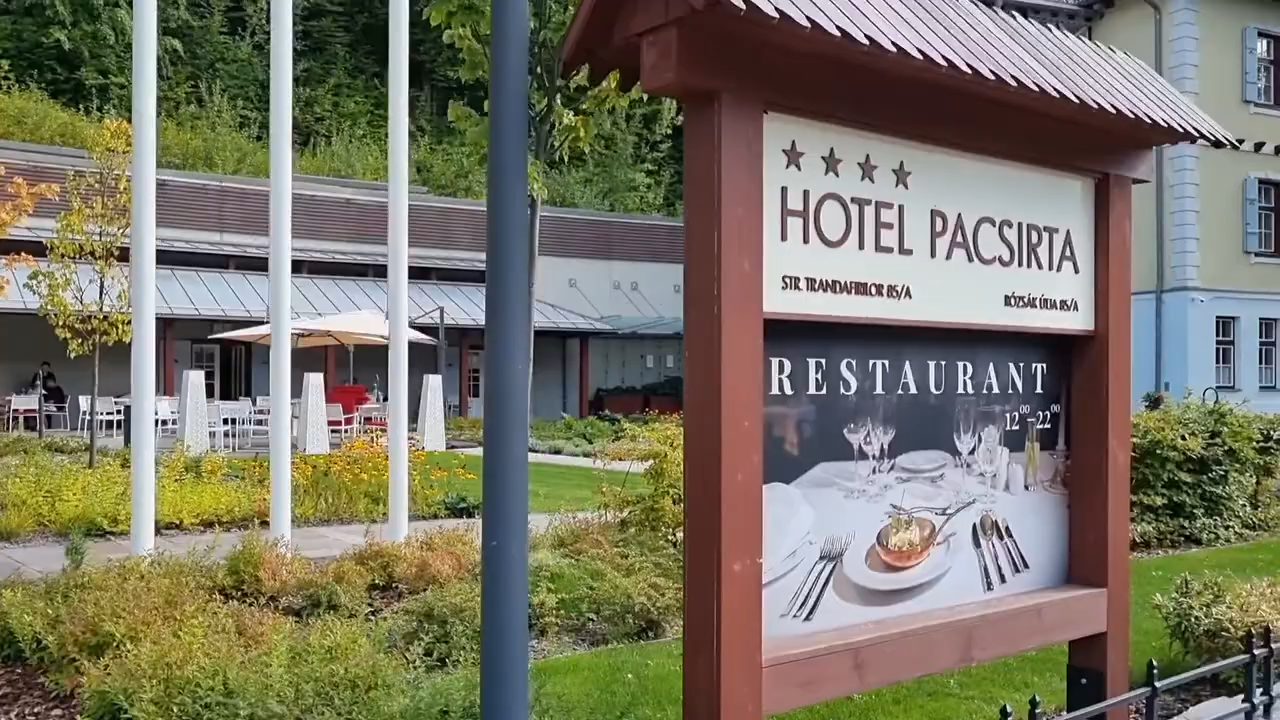 HOTEL PACSIRTA
STR. TRANDAFIRILOR 85/A
RÓZSÁK ÚTJA 85/A
RESTAURANT
12⁰⁰-22⁰⁰